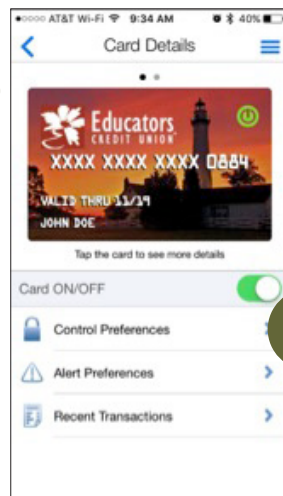 AT&T Wi-Fi 9:34 AM 40%
Card Details
Educators
CREDIT UNION
XXXX XXXX XXXX 0884
VALID THRU 11/19
JOHN DOE
Tap the card to see more details
Card ON/OFF
Control Preferences
Alert Preferences
Recent Transactions